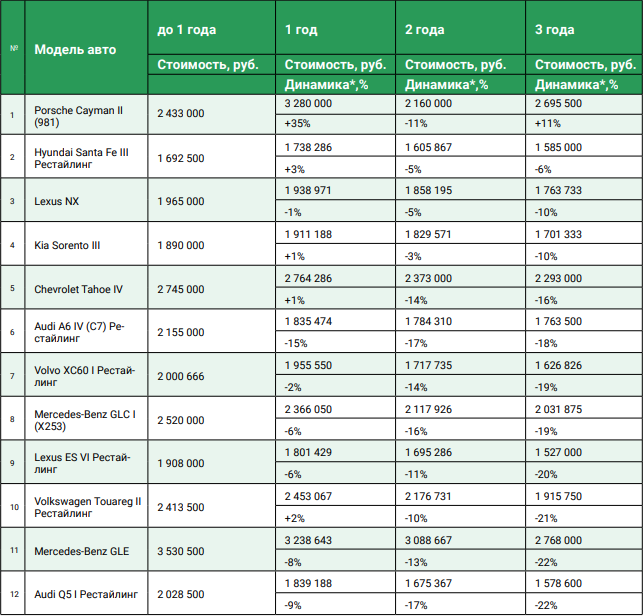 № Модель авто до 1 года 1 год 2 года 3 года
Стоимость, руб. Стоимость, руб. Стоимость, руб. Стоимость, руб.
Динамика*,% Динамика*,% Динамика*,%
1 Porsche Cayman II
(981) 2 433 000 3 280 000 2 160 000 2 695 500
+35% -11% +11%
2 Hyundai Santa Fe III
Рестайлинг 1 692 500 1 738 286 1 605 867 1 585 000
+3% -5% -6%
3 Lexus NX 1 965 000 1 938 971 1 858 195 1 763 733
-1% -5% -10%
4 Kia Sorento III 1 890 000 1 911 188 1 829 571 1 701 333
+1% -3% -10%
5 Chevrolet Tahoe IV 2 745 000 2 764 286 2 373 000 2 293 000
+1% -14% -16%
6 Audi A6 IV (C7) Ре-
стайлинг 2 155 000 1 835 474 1 784 310 1 763 500
-15% -17% -18%
7 Volvo XC60 I Рестай-
линг 2 000 666 1 955 550 1 717 735 1 626 826
-2% -14% -19%
8 Mercedes-Benz GLC I
(X253) 2 520 000 2 366 050 2 117 926 2 031 875
-6% -16% -19%
9 Lexus ES VI Рестай-
линг 1 908 000 1 801 429 1 695 286 1 527 000
-6% -11% -20%
10 Volkswagen Touareg II
Рестайлинг 2 413 500 2 453 067 2 176 731 1 915 750
+2% -10% -21%
11 Mercedes-Benz GLE 3 530 500 3 238 643 3 088 667 2 768 000
-8% -13% -22%
12 Audi Q5 I Рестайлинг 2 028 500 1 839 188 1 675 367 1 578 600
-9% -17% -22%